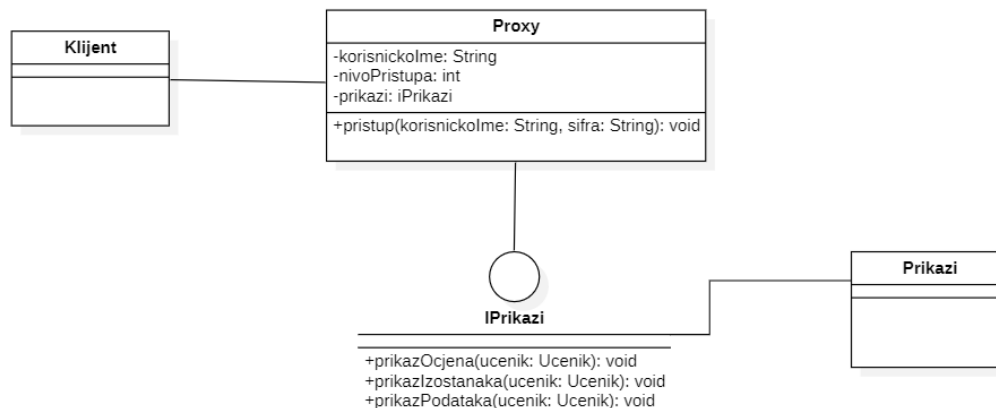 Klijent
Proxy
-korisnickoIme: String
-nivoPristupa: int
-prikazi: iPrikazi
+pristup(korisnickoIme: String, sifra: String): void
IPrikazi
+prikazOcjena(ucenik: Ucenik): void
+prikazIzostanaka(ucenik: Ucenik): void
+prikazPodataka(ucenik: Ucenik): void
Prikazi